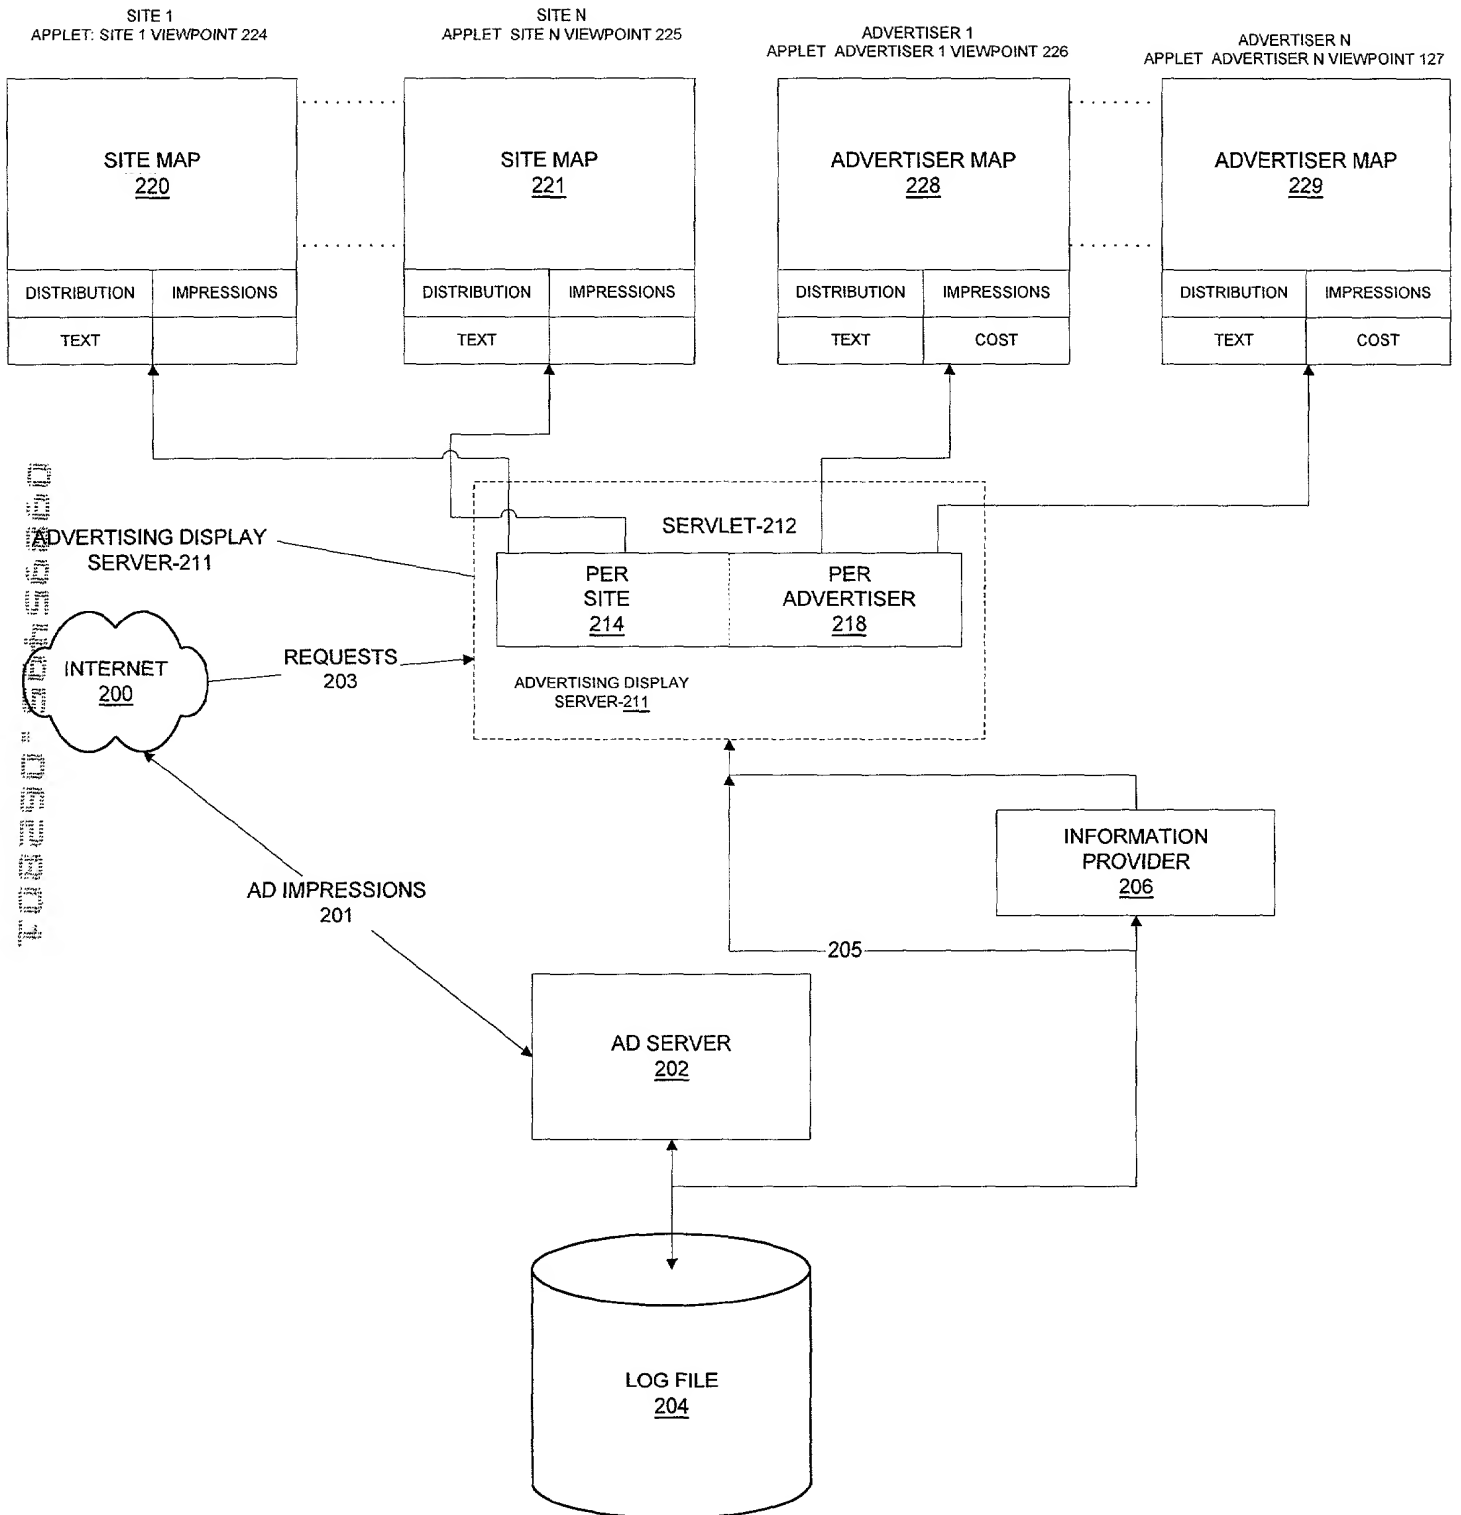 SITE 1
APPLET: SITE 1 VIEWPOINT 224
SITE N
APPLET SITE N VIEWPOINT 225
ADVERTISER 1
APPLET ADVERTISER 1 VIEWPOINT 226
ADVERTISER N
APPLET ADVERTISER N VIEWPOINT 127
SITE MAP
220
SITE MAP
221
ADVERTISER MAP
228
ADVERTISER MAP
229
DISTRIBUTION
IMPRESSIONS
TEXT
DISTRIBUTION
IMPRESSIONS
TEXT
DISTRIBUTION
IMPRESSIONS
TEXT
COST
DISTRIBUTION
IMPRESSIONS
TEXT
COST
ADVERTISING DISPLAY
SERVER-211
SERVLET-212
PER
SITE
214
PER
ADVERTISER
218
INTERNET
200
REQUESTS
203
ADVERTISING DISPLAY
SERVER-211
INFORMATION
PROVIDER
206
AD IMPRESSIONS
201
205
AD SERVER
202
LOG FILE
204